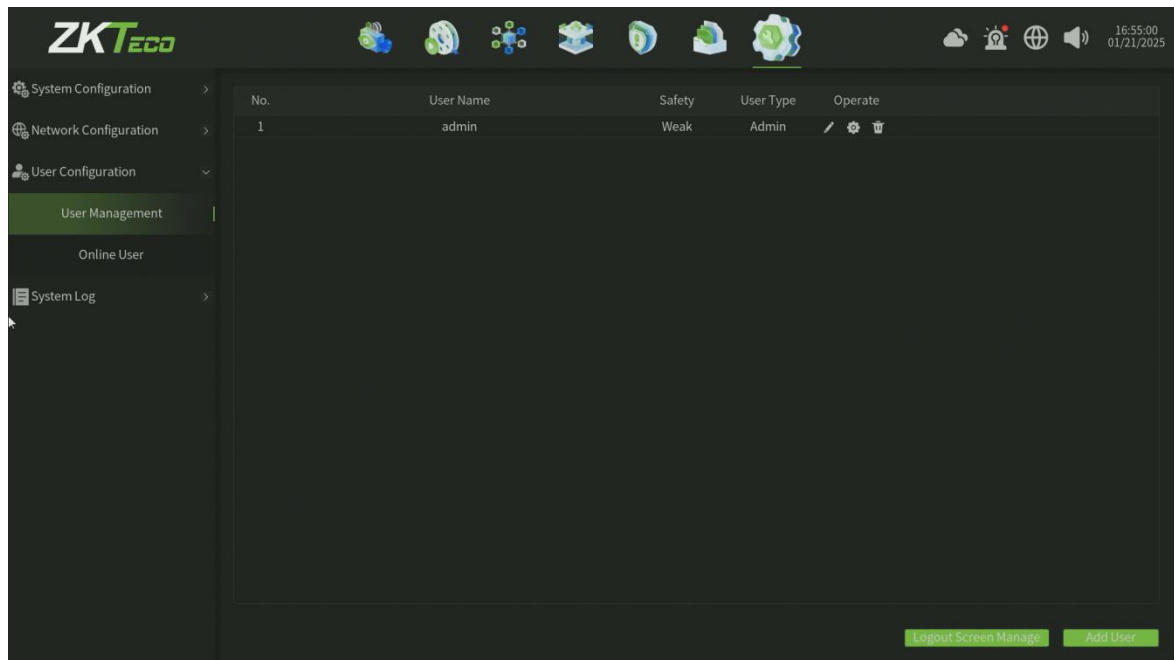 ZKTeco
16:55:00
01/21/2025
System Configuration
Network Configuration
User Configuration
User Management
Online User
System Log
No. User Name Safety User Type Operate
1 admin Weak Admin
Logout Screen Manage Add User